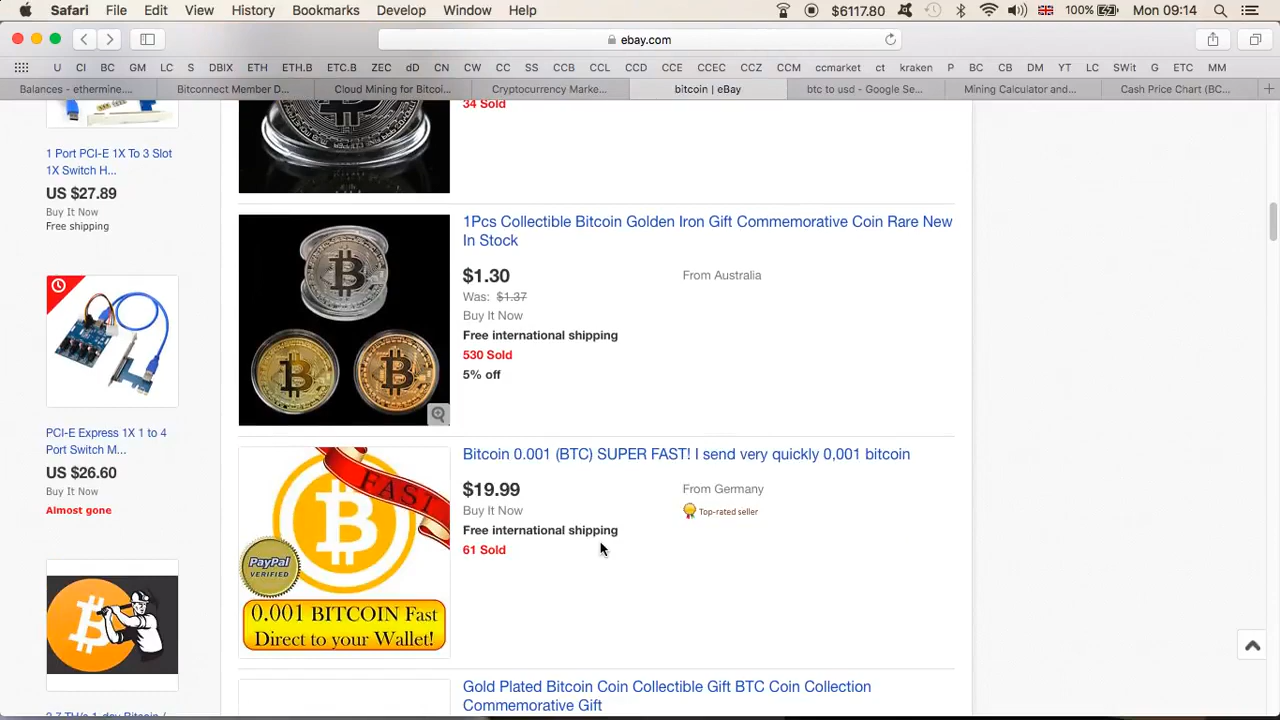 Safari File Edit View History Bookmarks Develop Window Help $6117.80 100% Mon 09:14
ebay.com
U CI BC GM LC S DBIX ETH ETH.B ETC.B ZEC dD CN CW CC SS CCB CCL CCD CCE CCEC CCZ CCM ccmarket ct kraken P BC CB DM YT LC SWit G ETC MM
Balances - ethermine.... Bitconnect Member D... Cloud Mining for Bitcoi... Cryptocurrency Marke... bitcoin | eBay btc to usd - Google Se... Mining Calculator and... Cash Price Chart (BC...
34 Sold
1 Port PCI-E 1X To 3 Slot
1X Switch H...
US $27.89
Buy It Now
Free shipping
PCI-E Express 1X 1 to 4
Port Switch M...
US $26.60
Buy It Now
Almost gone
1Pcs Collectible Bitcoin Golden Iron Gift Commemorative Coin Rare New
In Stock
$1.30
From Australia
Was: $1.37
Buy It Now
Free international shipping
530 Sold
5% off
Bitcoin 0.001 (BTC) SUPER FAST! I send very quickly 0,001 bitcoin
$19.99
From Germany
Buy It Now
Top-rated seller
Free international shipping
61 Sold
FAST
PayPal
VERIFIED
0.001 BITCOIN Fast
Direct to your Wallet!
Gold Plated Bitcoin Coin Collectible Gift BTC Coin Collection
Commemorative Gift